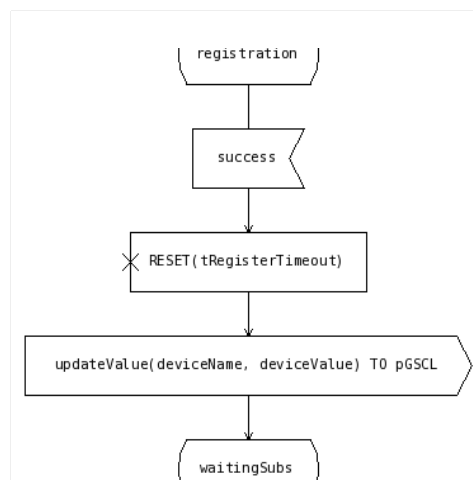 registration
success
RESET(tRegisterTimeout)
updateValue(deviceName, deviceValue) TO pGSCL
waitingSubs